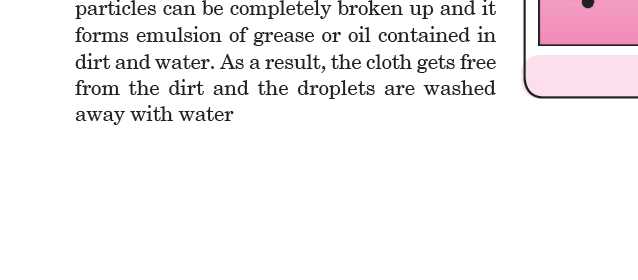 particles can be completely broken up and it
forms emulsion of grease or oil contained in
dirt and water. As a result, the cloth gets free
from the dirt and the droplets are washed
away with water